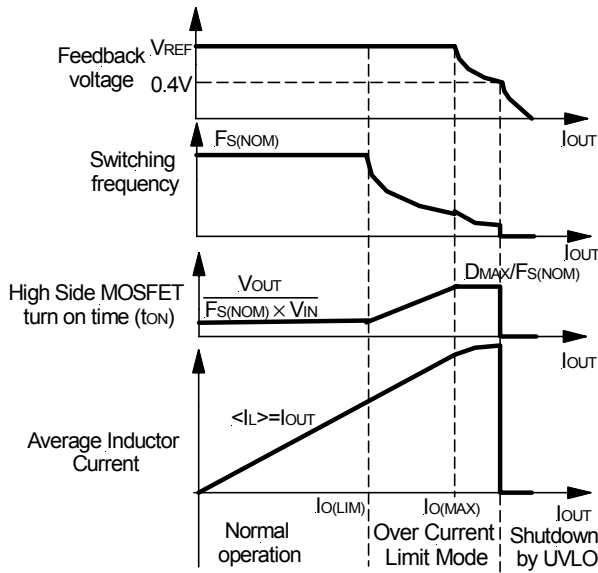 VREF
Feedback
voltage
0.4V
IOUT
FS(NOM)
Switching
frequency
IOUT
DMAX/FS(NOM)
VOUT
High Side MOSFET
FS(NOM) × VIN
turn on time (tON)
IOUT
<IL>=IOUT
Average Inductor
Current
IO(LIM)
IO(MAX)
IOUT
Normal
operation
Over Current
Limit Mode
Shutdown
by UVLO